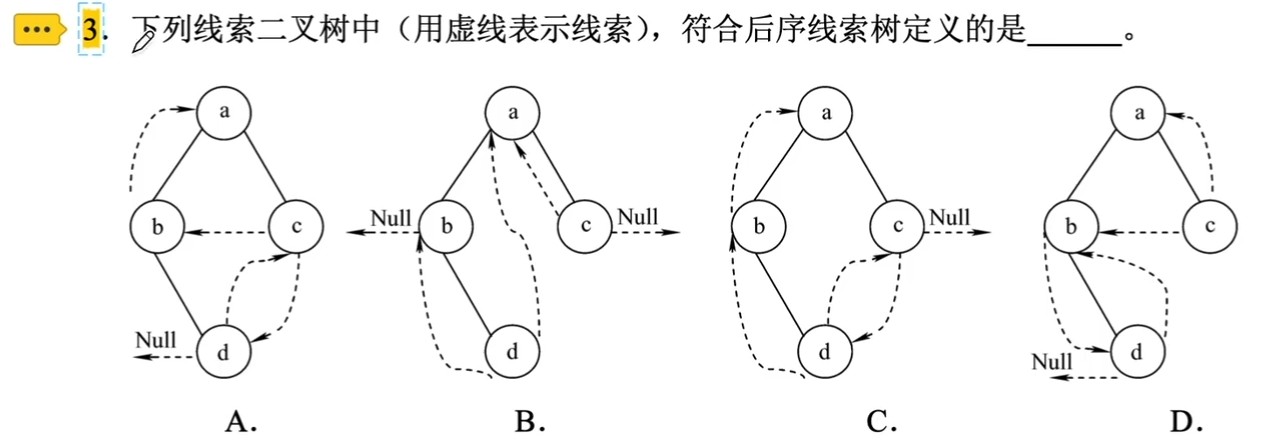 3. 下列线索二叉树中（用虚线表示线索），符合后序线索树定义的是______。
a a a a
b c Null b c Null b c Null b c
Null d d d Null d
A. B. C. D.